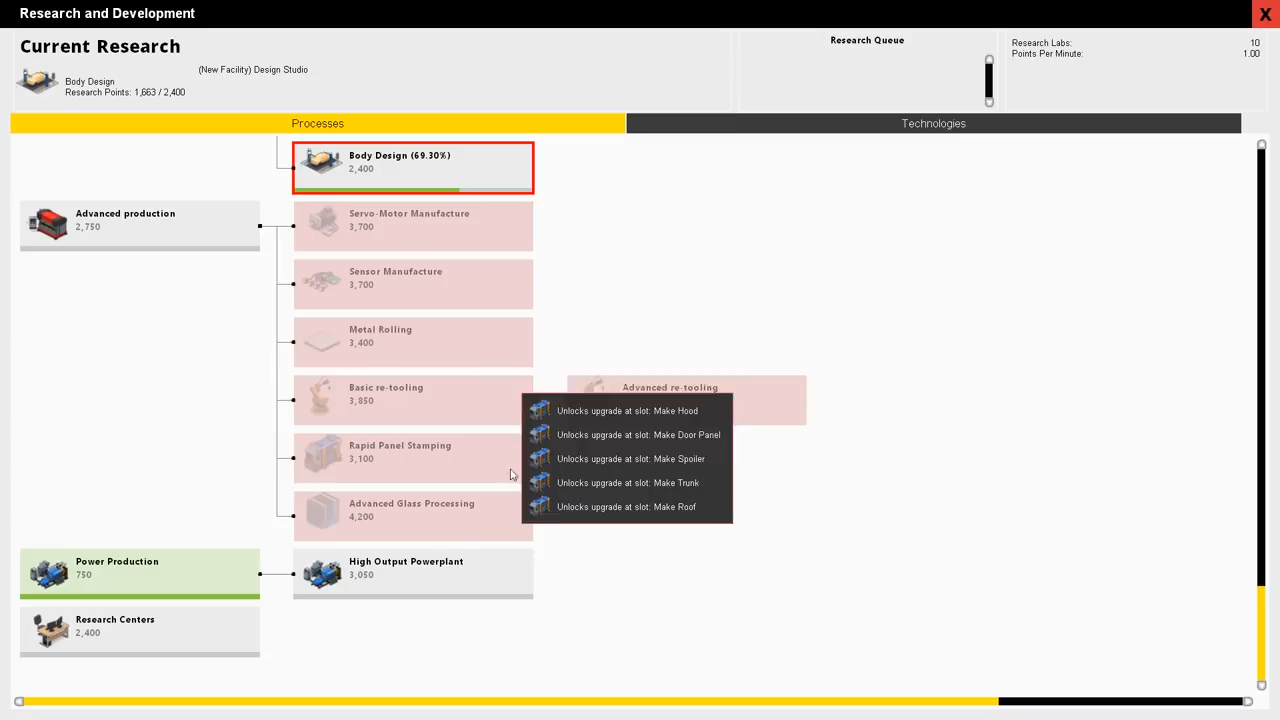 Research and Development
X
Current Research
(New Facility) Design Studio
Body Design
Research Points: 1,663 / 2,400
Research Queue
Research Labs: 10
Points Per Minute: 1.00
Processes
Technologies
Body Design (69.30%)
2,400
Advanced production
2,750
Servo-Motor Manufacture
3,700
Sensor Manufacture
3,700
Metal Rolling
3,400
Basic re-tooling
3,850
Advanced re-tooling
Rapid Panel Stamping
3,100
Advanced Glass Processing
4,200
Unlocks upgrade at slot: Make Hood
Unlocks upgrade at slot: Make Door Panel
Unlocks upgrade at slot: Make Spoiler
Unlocks upgrade at slot: Make Trunk
Unlocks upgrade at slot: Make Roof
Power Production
750
High Output Powerplant
3,050
Research Centers
2,400